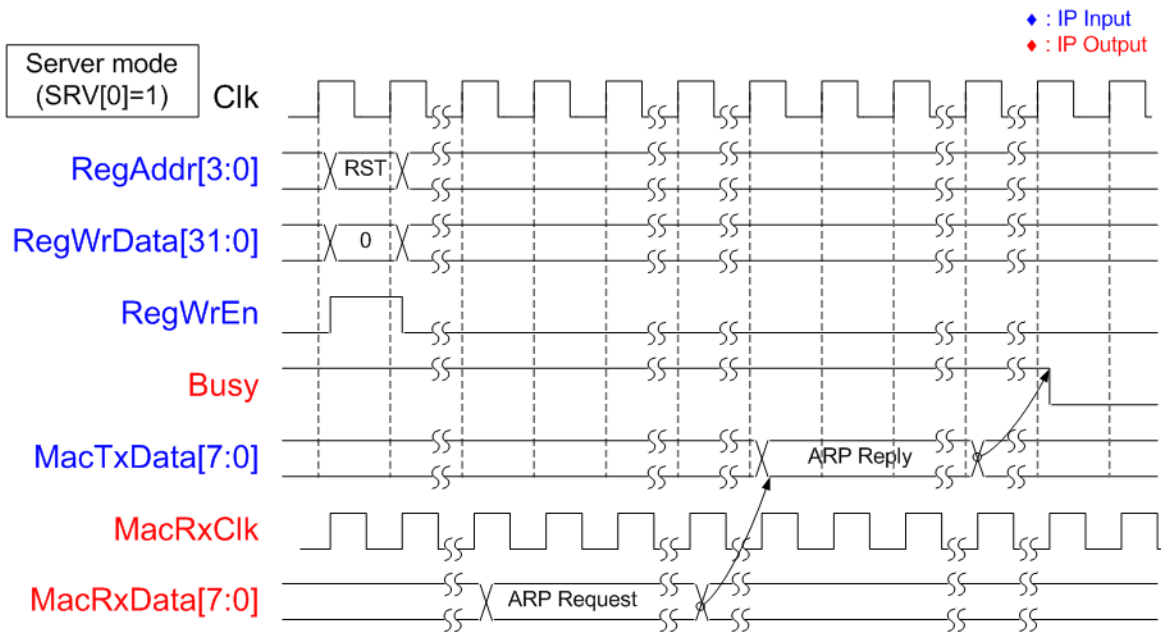 ♦ : IP Input
♦ : IP Output
Server mode
(SRV[0]=1)
Clk
RegAddr[3:0]
RST
RegWrData[31:0]
0
RegWrEn
Busy
MacTxData[7:0]
ARP Reply
MacRxClk
MacRxData[7:0]
ARP Request